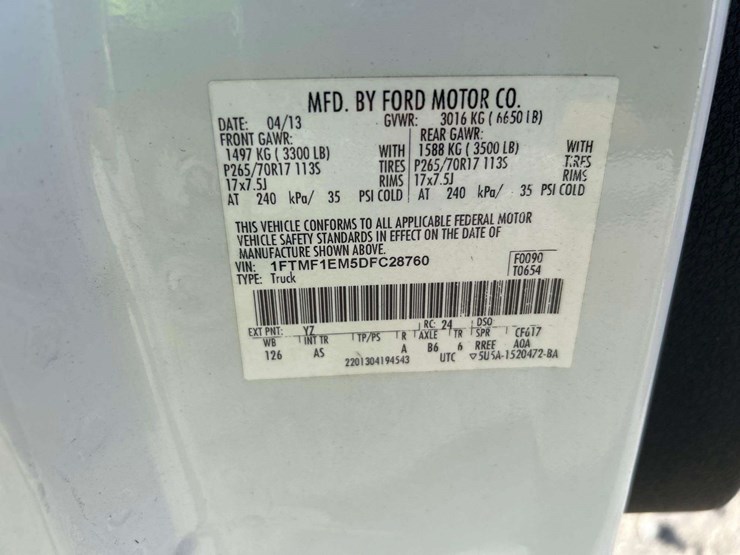 MFD. BY FORD MOTOR CO.
DATE: 04/13 GVWR: 3016 KG ( 6650 LB)
FRONT GAWR: REAR GAWR:
1497 KG ( 3300 LB) WITH 1588 KG ( 3500 LB) WITH
P265/70R17 113S TIRES P265/70R17 113S TIRES
17x7.5J RIMS 17x7.5J RIMS
AT 240 kPa/ 35 PSI COLD AT 240 kPa/ 35 PSI COLD
THIS VEHICLE CONFORMS TO ALL APPLICABLE FEDERAL MOTOR
VEHICLE SAFETY STANDARDS IN EFFECT ON THE DATE OF
MANUFACTURE SHOWN ABOVE.
VIN: 1FTMF1EM5DFC28760 F0090
TYPE: Truck T0654
EXT PNT: YZ RC: 24 DSO:
WB INT TR TP/PS R AXLE TR SPR CFG17
126 AS A B6 6 RREE AOA
2201304194543 UTC ▽5U5A-1520472-BA